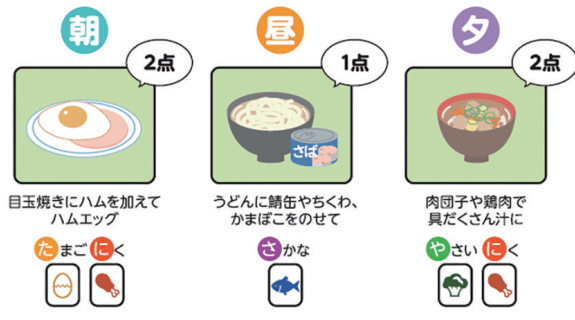 朝
2点
目玉焼きにハムを加えて
ハムエッグ
たまご にく
昼
1点
さば
うどんに鯖缶やちくわ、
かまぼこをのせて
さかな
夕
2点
肉団子や鶏肉で
具だくさん汁に
やさい にく